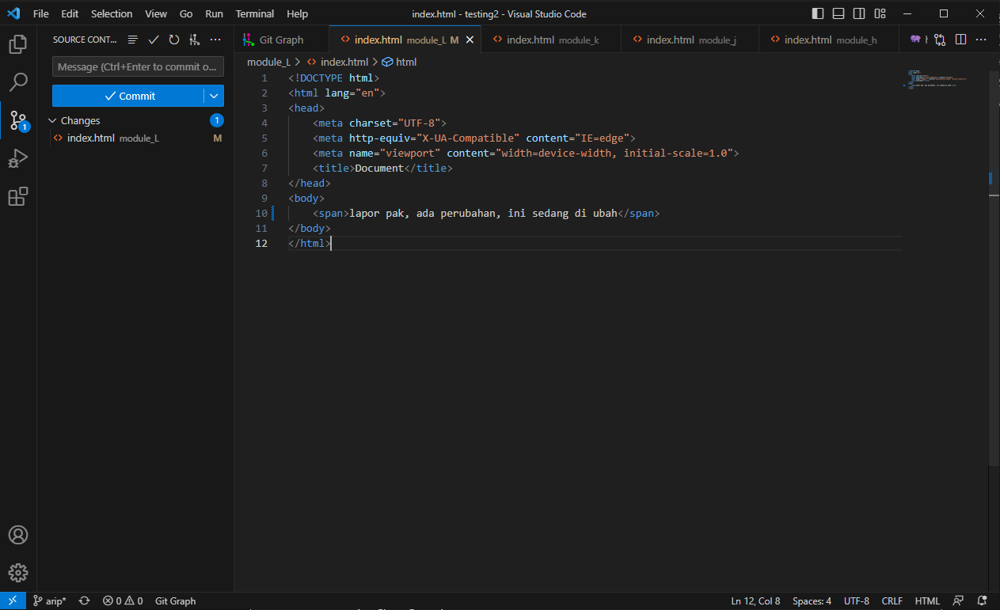 File Edit Selection View Go Run Terminal Help index.html - testing2 - Visual Studio Code
SOURCE CONT...
Message (Ctrl+Enter to commit o...
Commit
Changes 1
index.html module_L M
1
Git Graph index.html module_L M index.html module_k index.html module_j index.html module_h
module_L > index.html > html
1 <!DOCTYPE html>
2 <html lang="en">
3 <head>
4 <meta charset="UTF-8">
5 <meta http-equiv="X-UA-Compatible" content="IE=edge">
6 <meta name="viewport" content="width=device-width, initial-scale=1.0">
7 <title>Document</title>
8 </head>
9 <body>
10 <span>lapor pak, ada perubahan, ini sedang di ubah</span>
11 </body>
12 </html>
arip* 0 0 Git Graph Ln 12, Col 8 Spaces: 4 UTF-8 CRLF HTML